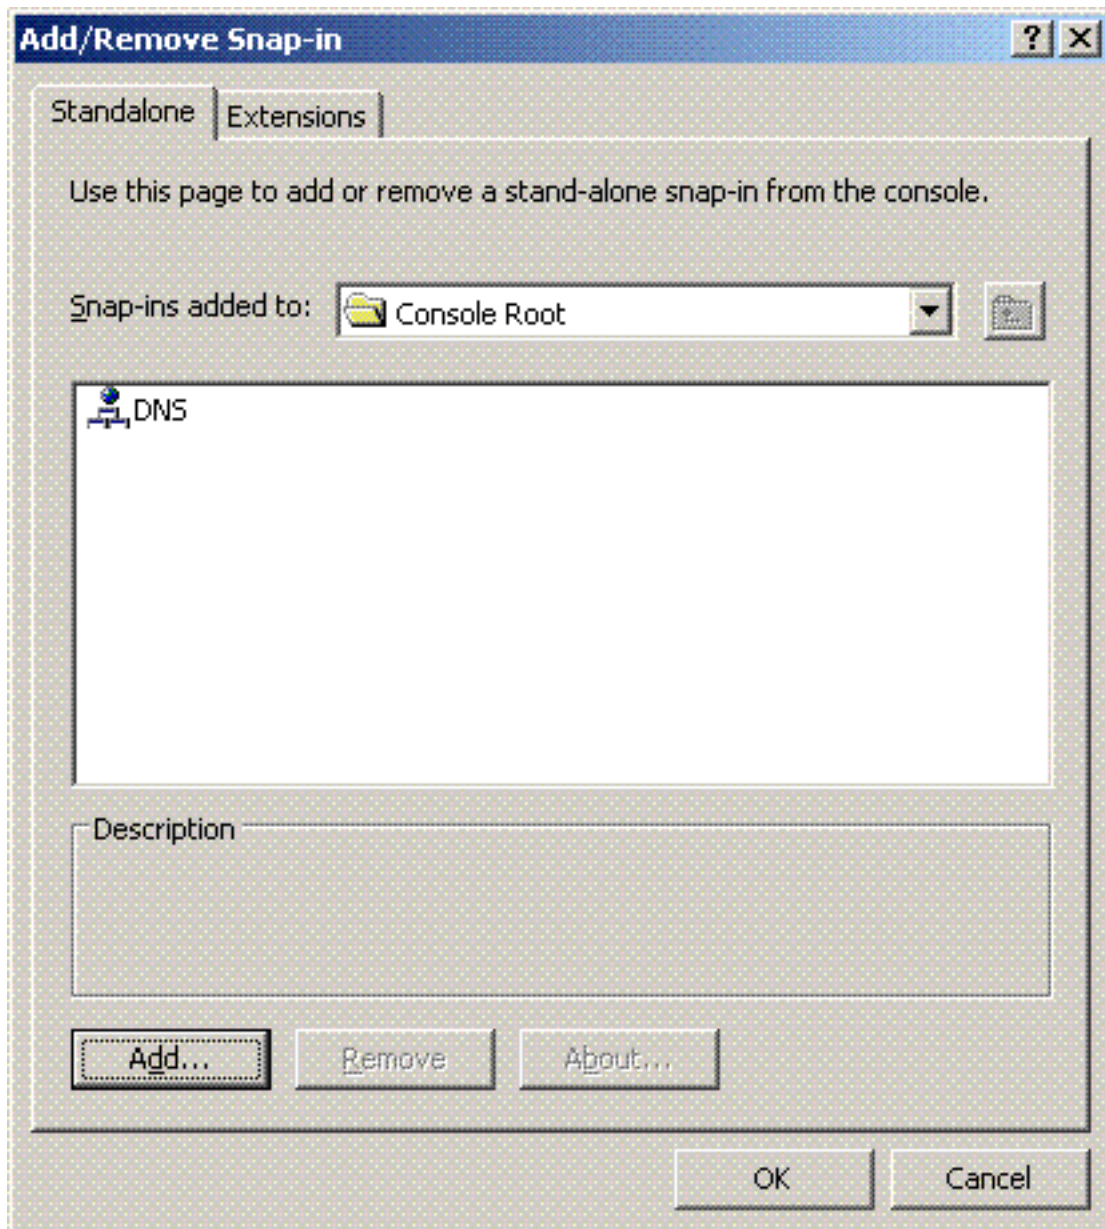 Add/Remove Snap-in
Standalone
Extensions
Use this page to add or remove a stand-alone snap-in from the console.
Snap-ins added to:
Console Root
DNS
Description
Add...
Remove
About...
OK
Cancel